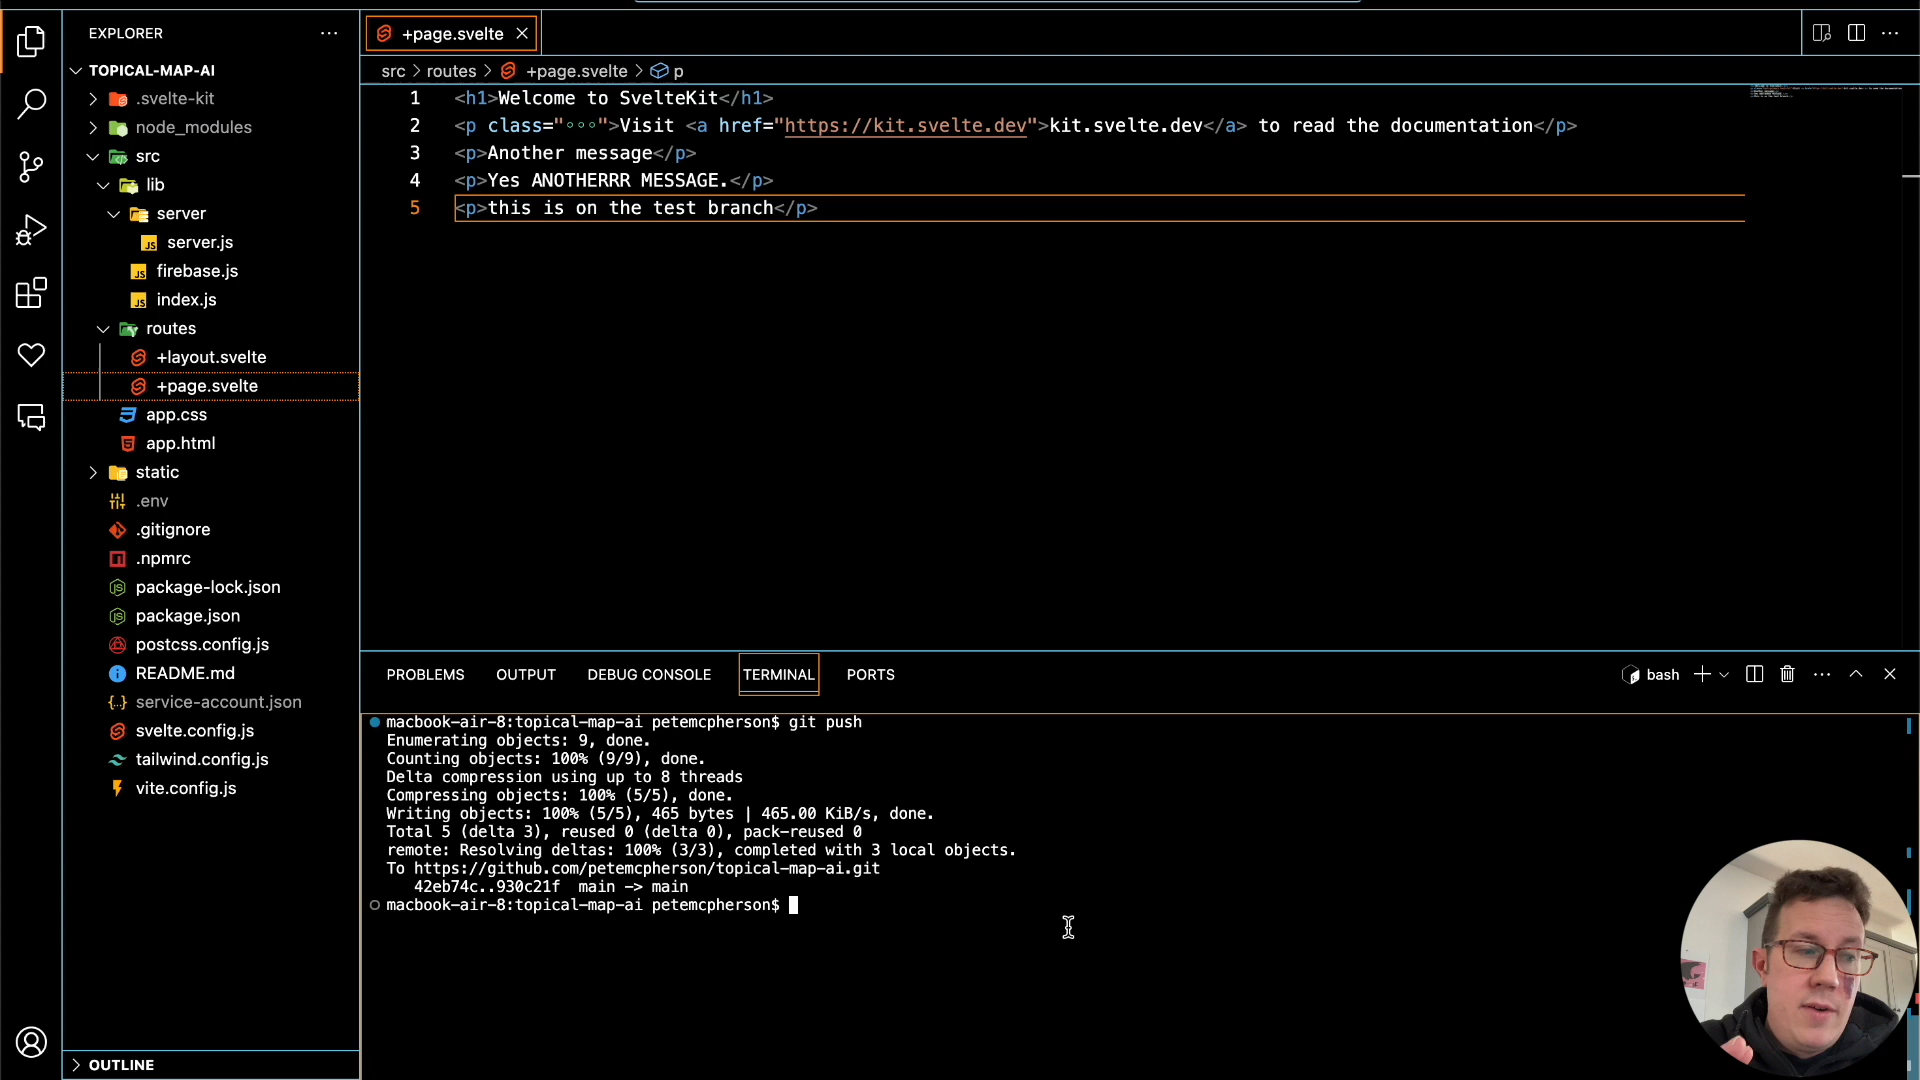 EXPLORER
TOPICAL-MAP-AI
.svelte-kit
node_modules
src
lib
server
server.js
firebase.js
index.js
routes
+layout.svelte
+page.svelte
app.css
app.html
static
.env
.gitignore
.npmrc
package-lock.json
package.json
postcss.config.js
README.md
service-account.json
svelte.config.js
tailwind.config.js
vite.config.js
OUTLINE
+page.svelte
src > routes > +page.svelte > p
1 <h1>Welcome to SvelteKit</h1>
2 <p class="◦◦◦">Visit <a href="https://kit.svelte.dev">kit.svelte.dev</a> to read the documentation</p>
3 <p>Another message</p>
4 <p>Yes ANOTHERRR MESSAGE.</p>
5 <p>this is on the test branch</p>
PROBLEMS OUTPUT DEBUG CONSOLE TERMINAL PORTS
bash
macbook-air-8:topical-map-ai petemcpherson$ git push
Enumerating objects: 9, done.
Counting objects: 100% (9/9), done.
Delta compression using up to 8 threads
Compressing objects: 100% (5/5), done.
Writing objects: 100% (5/5), 465 bytes | 465.00 KiB/s, done.
Total 5 (delta 3), reused 0 (delta 0), pack-reused 0
remote: Resolving deltas: 100% (3/3), completed with 3 local objects.
To https://github.com/petemcpherson/topical-map-ai.git
42eb74c..930c21f main -> main
macbook-air-8:topical-map-ai petemcpherson$